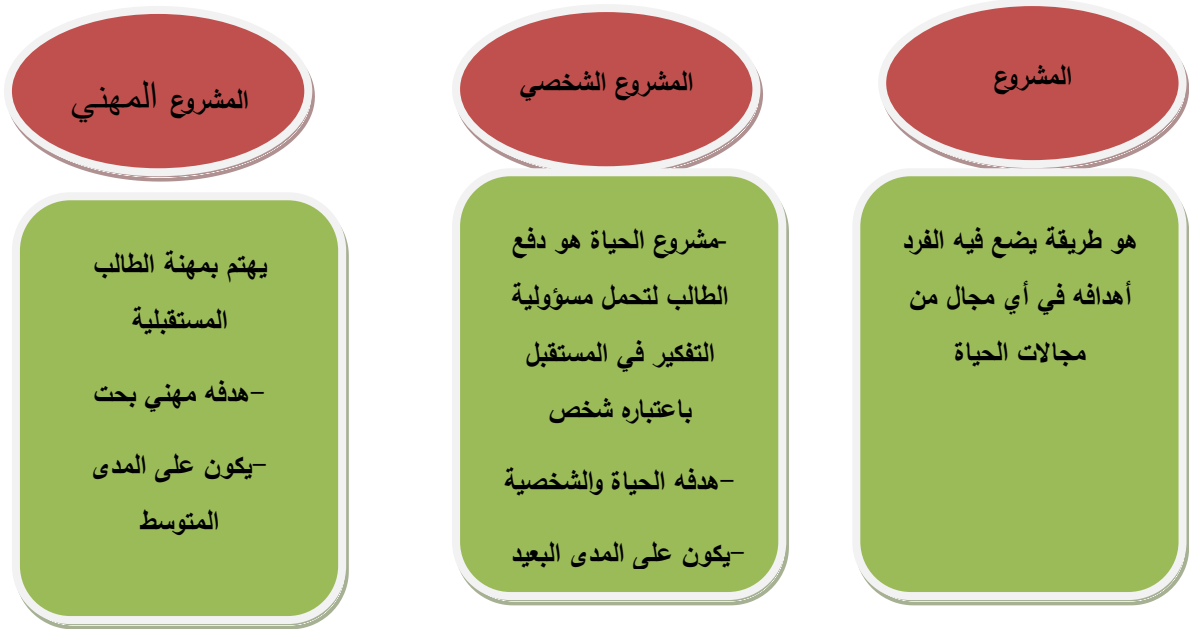 المشروع
هو طريقة يضع فيه الفرد
أهدافه في أي مجال من
مجالات الحياة
المشروع الشخصي
-مشروع الحياة هو دفع
الطالب لتحمل مسؤولية
التفكير في المستقبل
باعتباره شخص
-هدفه الحياة والشخصية
-يكون على المدى البعيد
المشروع المهني
يهتم بمهنة الطالب
المستقبلية
-هدفه مهني بحت
-يكون على المدى
المتوسط